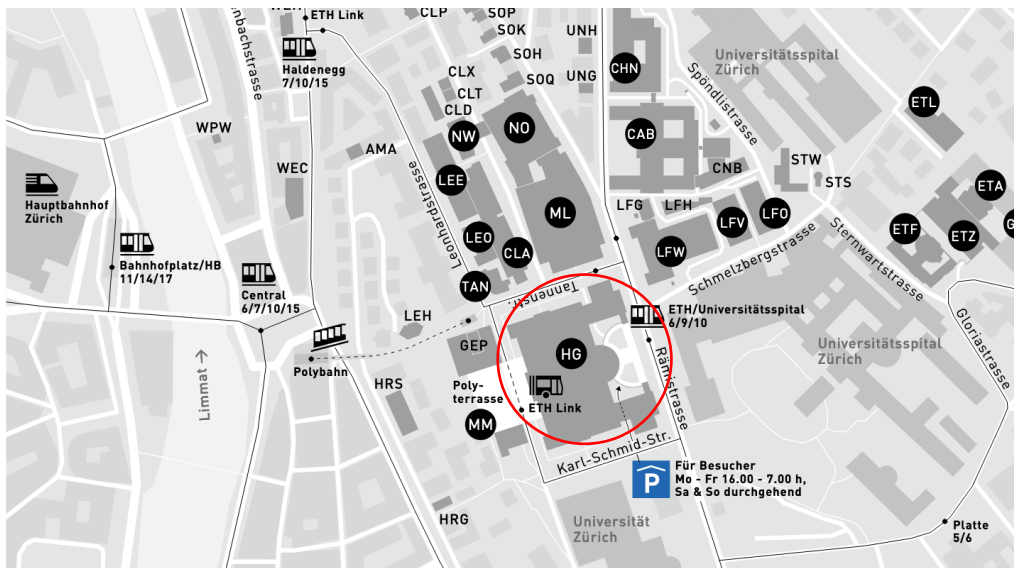 WEH
ETH Link
CLP
SOP
SOK
SOH
SOQ
UNH
UNG
CHN
Universitätsspital
Zürich
Spöndlistrasse
ETL
Haldenegg
7/10/15
CLX
CLT
CLD
NW
NO
CAB
WPW
AMA
WEC
LEE
CNB
STW
STS
ETA
Hauptbahnhof
Zürich
Leonhardstrasse
ML
LFG
LFH
LFV
LFO
ETF
ETZ
G
Bahnhofplatz/HB
11/14/17
LEO
CLA
LFW
Schmelzbergstrasse
Sternwartstrasse
Central
6/7/10/15
TAN
Tannenstr.
LEH
ETH/Universitätsspital
6/9/10
Gloriastrasse
GEP
HG
Universitätsspital
Zürich
Polybahn
Limmat →
HRS
Poly-
terrasse
ETH Link
Rämistrasse
MM
Karl-Schmid-Str.
P
Für Besucher
Mo - Fr 16.00 - 7.00 h,
Sa & So durchgehend
HRG
Universität
Zürich
Platte
5/6